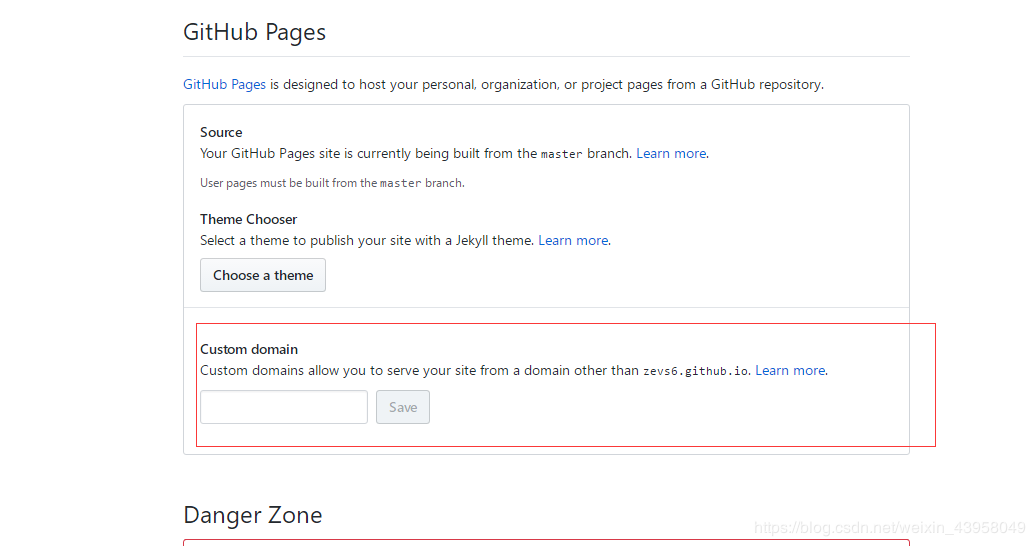 GitHub Pages
GitHub Pages is designed to host your personal, organization, or project pages from a GitHub repository.
Source
Your GitHub Pages site is currently being built from the master branch. Learn more.
User pages must be built from the master branch.
Theme Chooser
Select a theme to publish your site with a Jekyll theme. Learn more.
Choose a theme
Custom domain
Custom domains allow you to serve your site from a domain other than zevs6.github.io. Learn more.
Save
Danger Zone
https://blog.csdn.net/weixin_43958049